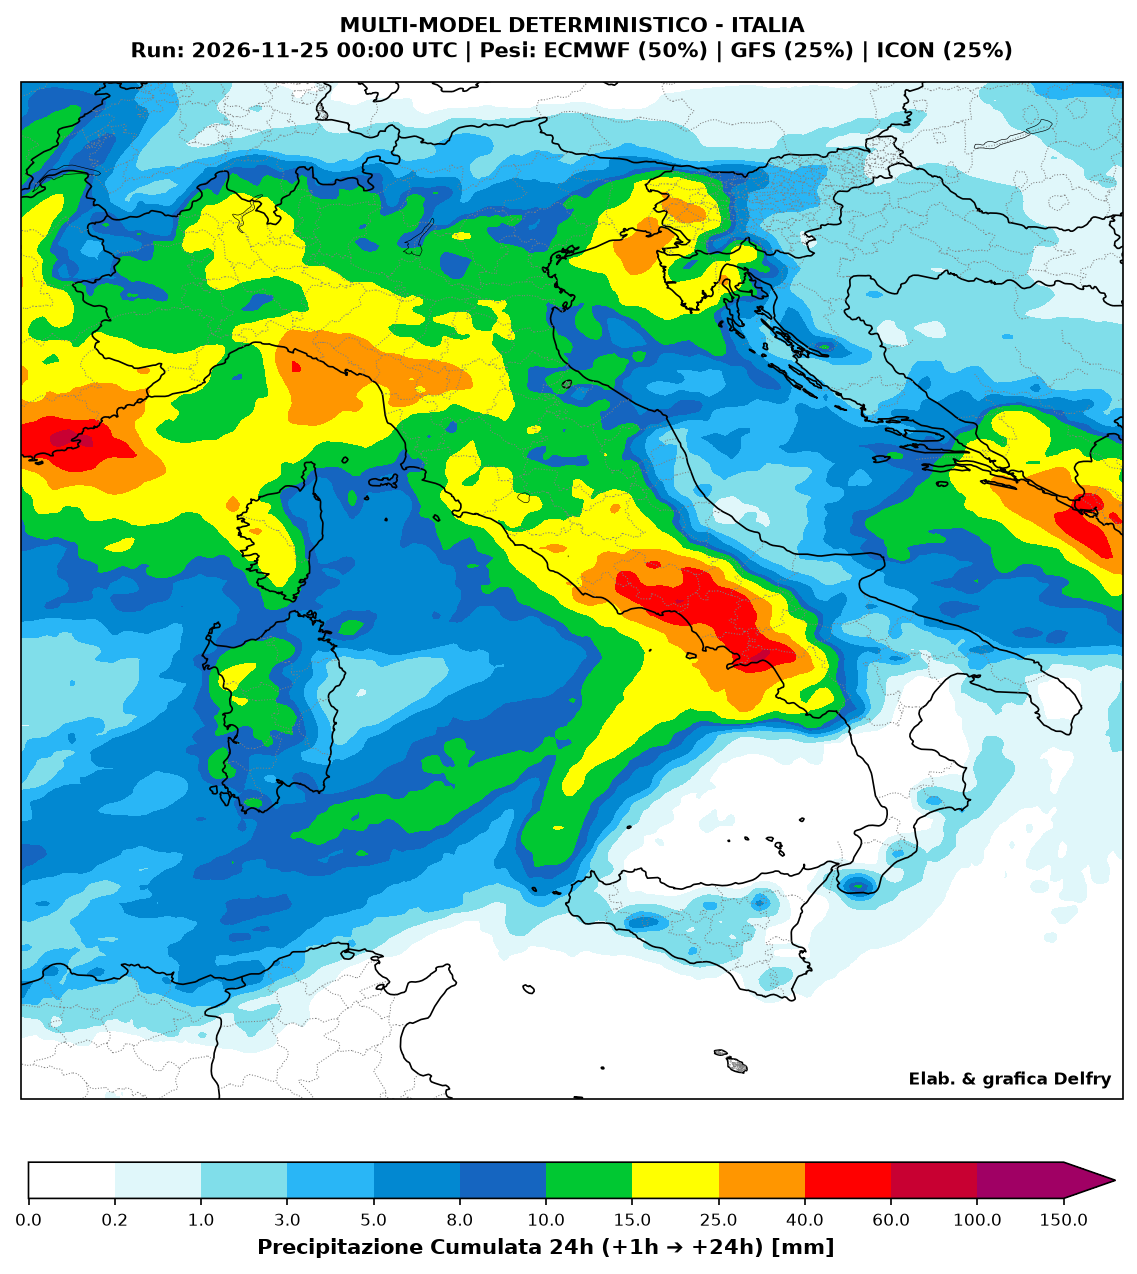 MULTI-MODEL DETERMINISTICO - ITALIA
Run: 2026-11-25 00:00 UTC | Pesi: ECMWF (50%) | GFS (25%) | ICON (25%)
Elab. & grafica Delfry
0.0 0.2 1.0 3.0 5.0 8.0 10.0 15.0 25.0 40.0 60.0 100.0 150.0
Precipitazione Cumulata 24h (+1h → +24h) [mm]